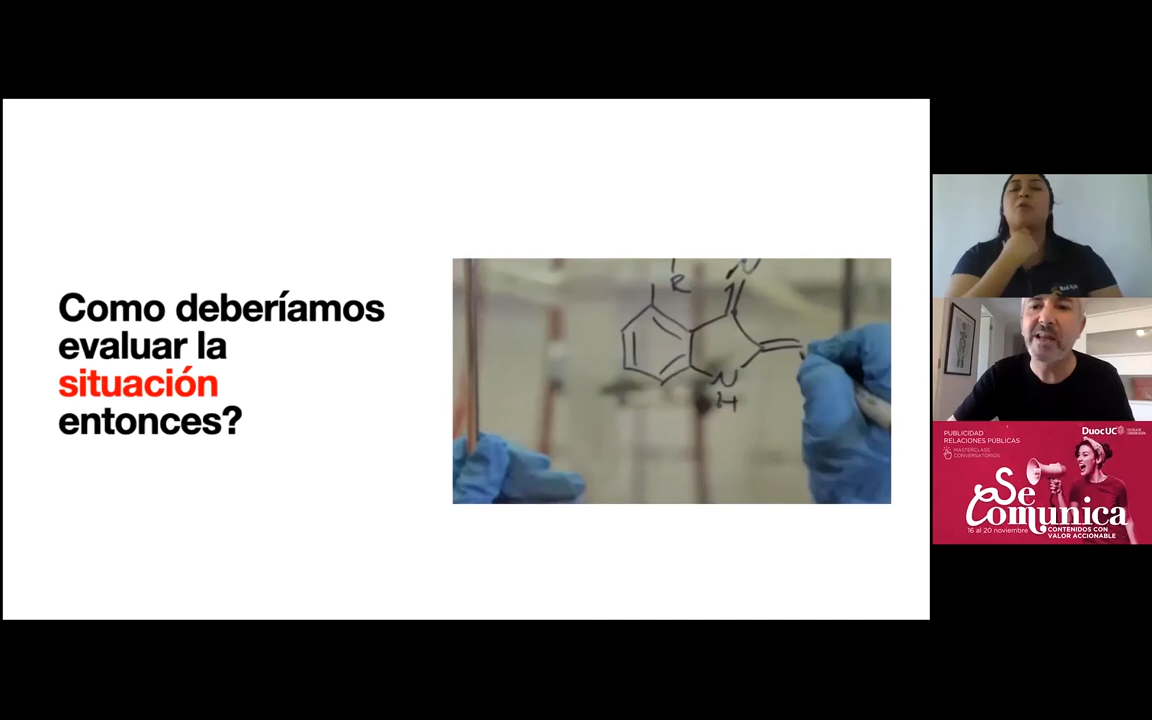 Como deberíamos
evaluar la
situación
entonces?
R
N
N
H
PUBLICIDAD
RELACIONES PÚBLICAS
MASTERCLASS
CONVERSATORIOS
DuocUC
Se
Comunica
16 al 20 noviembre
CONTENIDOS CON
VALOR ACCIONABLE